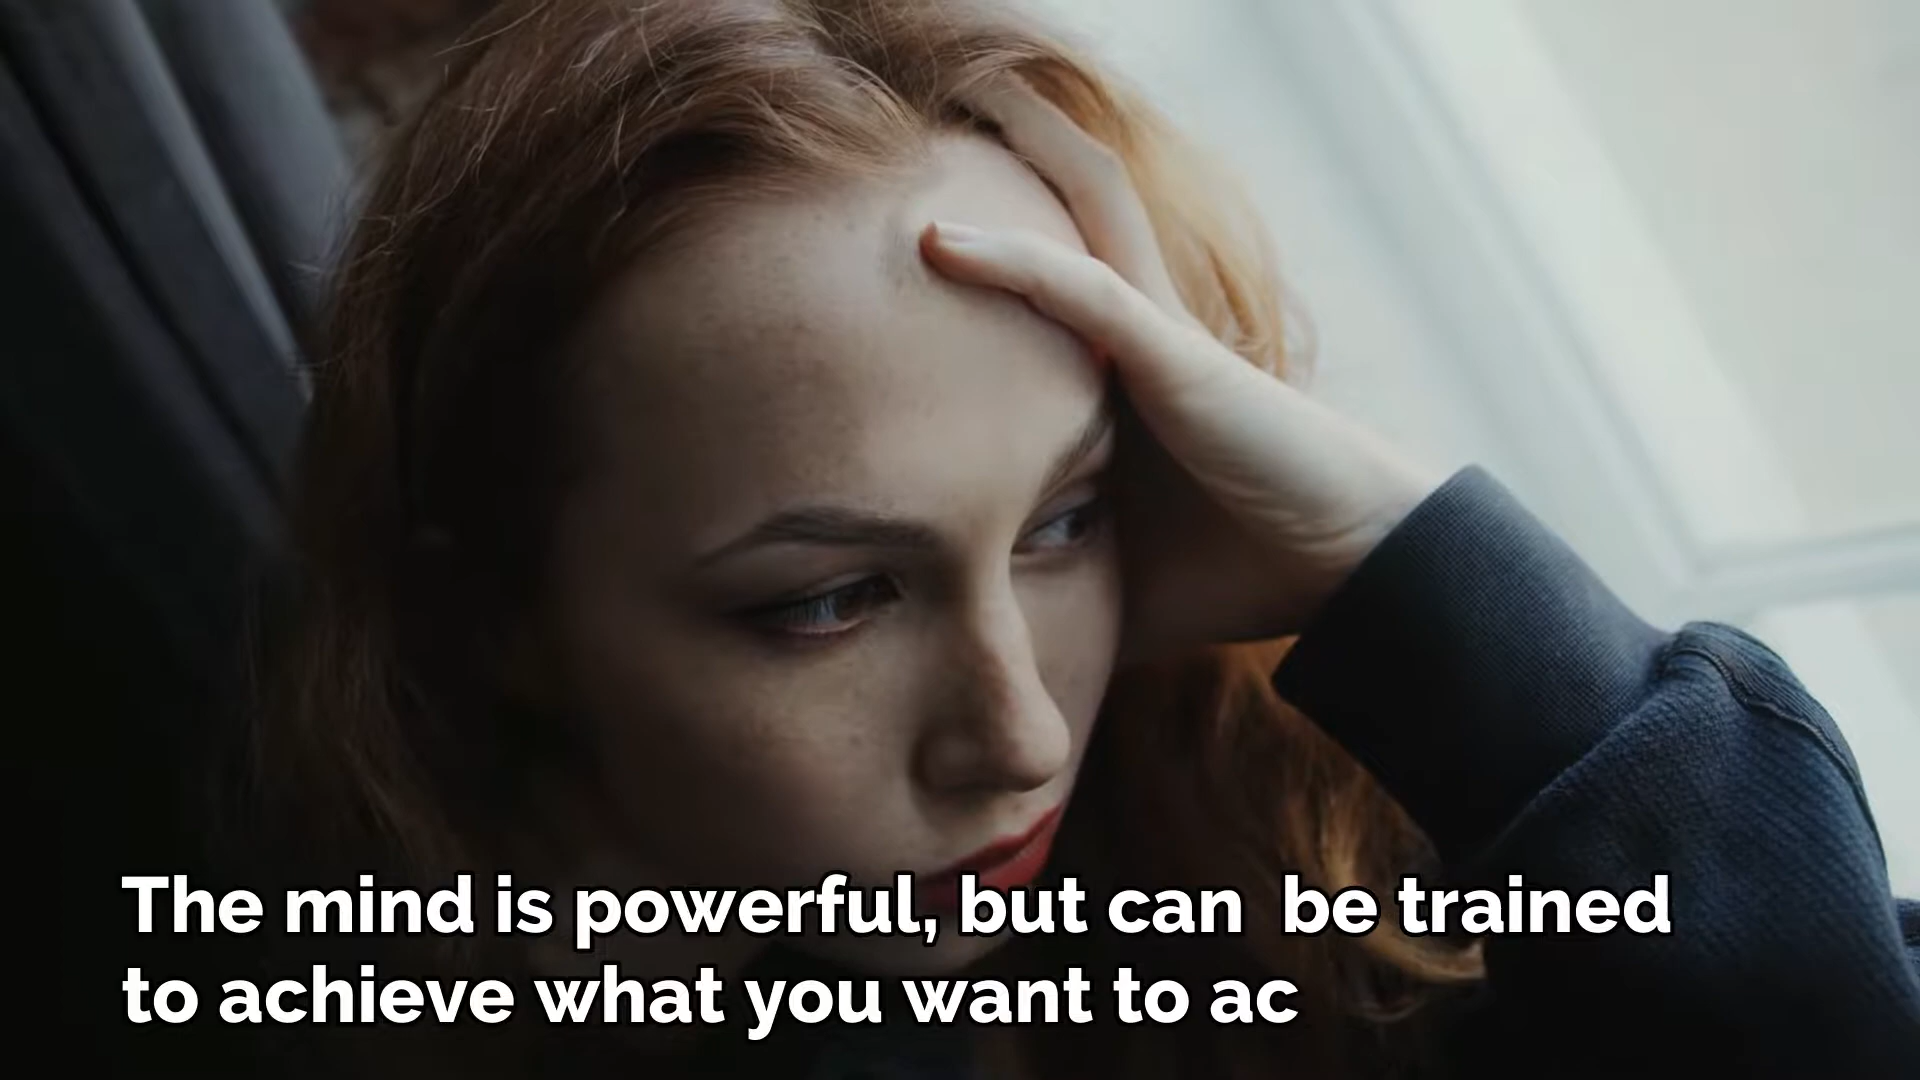 The mind is powerful, but can  be trained
to achieve what you want to ac